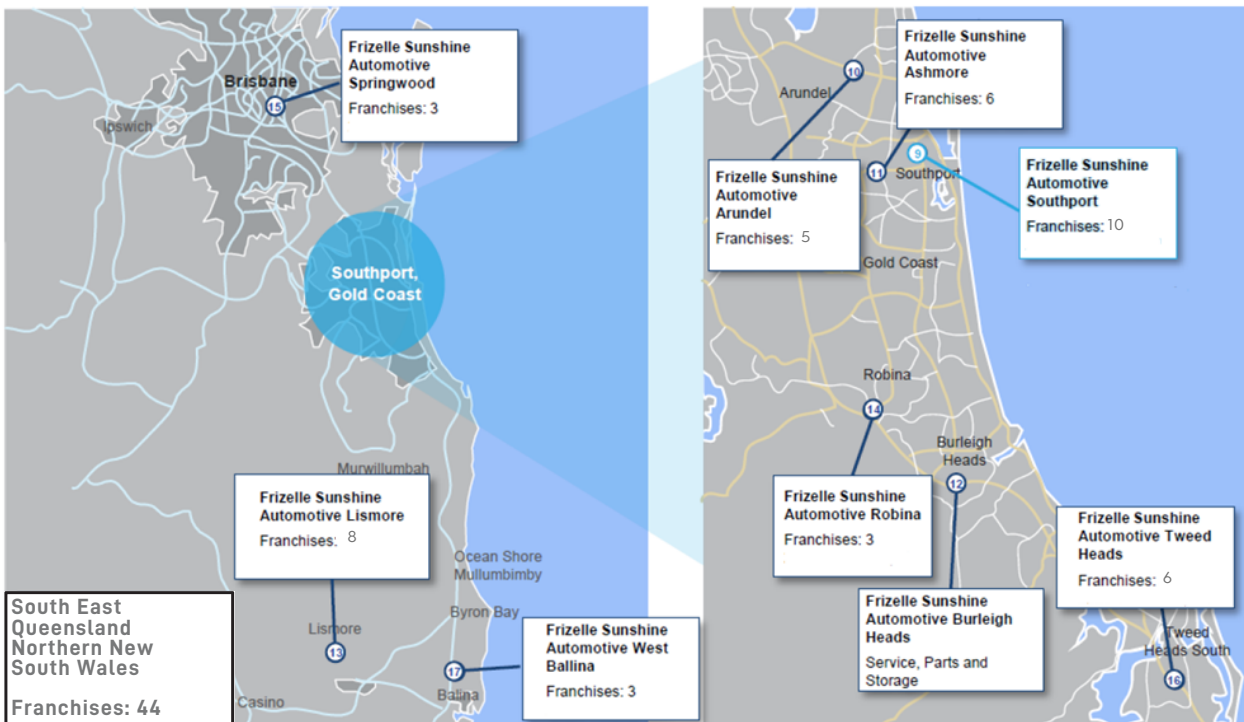 Frizelle Sunshine
Automotive
Springwood
Franchises: 3
Brisbane
15
Ipswich
Southport,
Gold Coast
Murwillumbah
Frizelle Sunshine
Automotive Lismore
Franchises: 8
Ocean Shore
Mullumbimby
Byron Bay
Lismore
13
Frizelle Sunshine
Automotive West
Ballina
Franchises: 3
17
Balina
Casino
South East
Queensland
Northern New
South Wales
Franchises: 44
Frizelle Sunshine
Automotive
Ashmore
Franchises: 6
10
Arundel
9
Southport
11
Frizelle Sunshine
Automotive
Arundel
Franchises: 5
Frizelle Sunshine
Automotive
Southport
Franchises: 10
Gold Coast
Robina
14
Burleigh
Heads
12
Frizelle Sunshine
Automotive Robina
Franchises: 3
Frizelle Sunshine
Automotive Tweed
Heads
Franchises: 6
Frizelle Sunshine
Automotive Burleigh
Heads
Service, Parts and
Storage
Tweed
Heads South
16